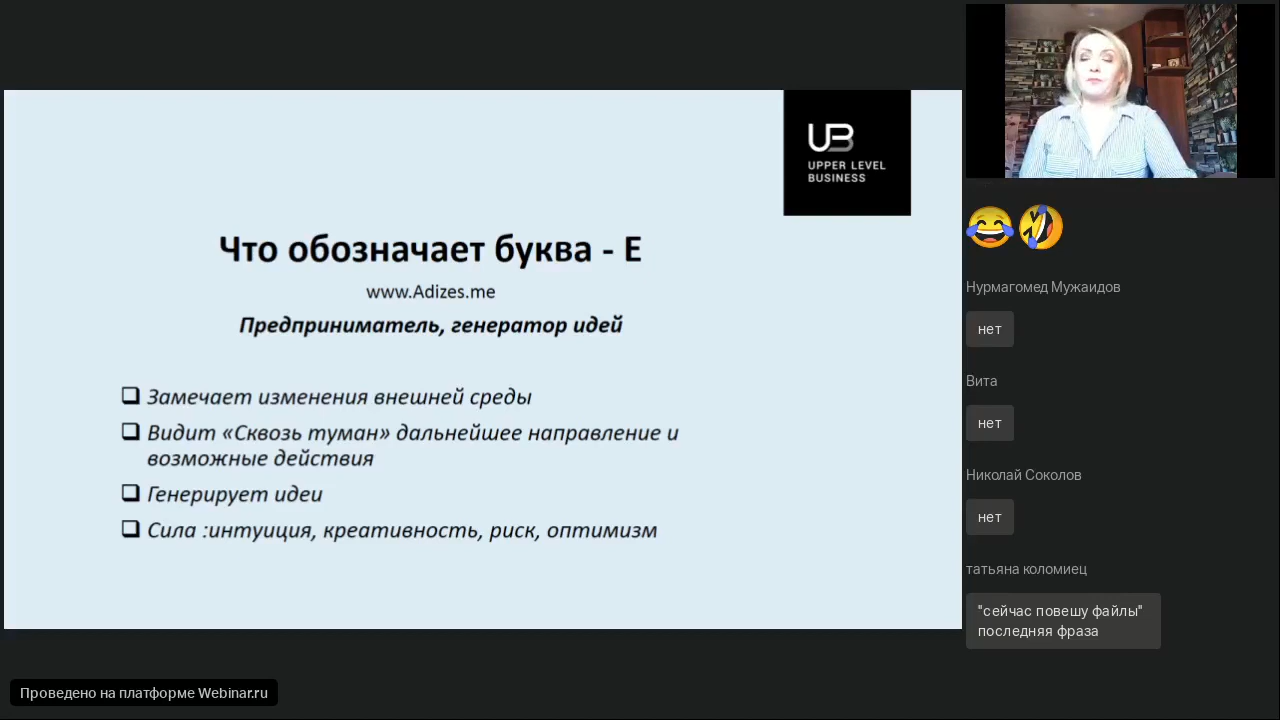 UB
UPPER LEVEL
BUSINESS
Что обозначает буква - Е
www.Adizes.me
Предприниматель, генератор идей
Замечает изменения внешней среды
Видит «Сквозь туман» дальнейшее направление и
возможные действия
Генерирует идеи
Сила :интуиция, креативность, риск, оптимизм
Нурмагомед Мужаидов
нет
Вита
нет
Николай Соколов
нет
татьяна коломиец
"сейчас повешу файлы"
последняя фраза
Проведено на платформе Webinar.ru